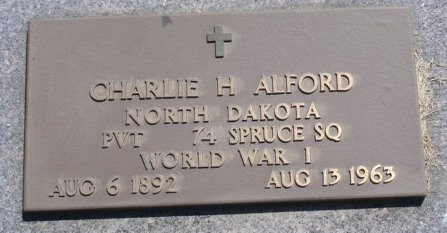 CHARLIE H ALFORD
NORTH DAKOTA
PVT 74 SPRUCE SQ
WORLD WAR I
AUG 6 1892 AUG 13 1963